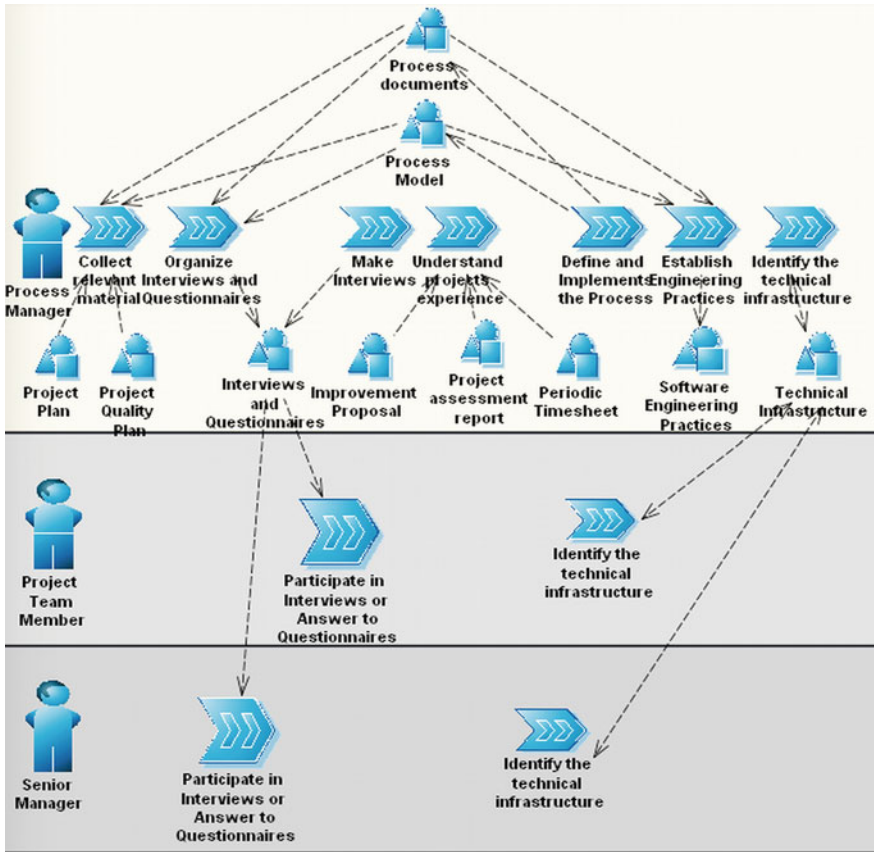 Process
documents
Process
Model
Process Manager
Collect
relevant
material
Organize
Interviews and
Questionnaires
Make
Interviews
Understand
projects
experience
Define and
Implements
the Process
Establish
Engineering
Practices
Identify the
technical
infrastructure
Project
Plan
Project
Quality
Plan
Interviews
and
Questionnaires
Improvement
Proposal
Project
assessment
report
Periodic
Timesheet
Software
Engineering
Practices
Technical
Infrastructure
Project
Team
Member
Participate in
Interviews or
Answer to
Questionnaires
Identify the
technical
infrastructure
Senior
Manager
Participate in
Interviews or
Answer to
Questionnaires
Identify the
technical
infrastructure